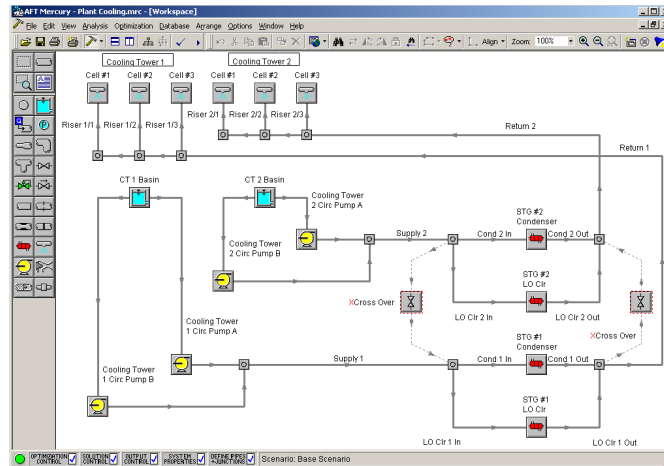 AFT Mercury - Plant Cooling.mrc - [Workspace]
File Edit View Analysis Optimization Database Arrange Options Window Help
Align Zoom: 100%
Cooling Tower 1 Cooling Tower 2
Cell #1 Cell #2 Cell #3 Cell #1 Cell #2 Cell #3
Riser 2/1 Riser 2/2 Riser 2/3
Riser 1/1 Riser 1/2 Riser 1/3
Return 2
Return 1
CT 1 Basin CT 2 Basin
Cooling Tower
2 Circ Pump A
STG #2
Condenser
Supply 2 Cond 2 In Cond 2 Out
Cooling Tower
2 Circ Pump B
STG #2
LO Clr
XCross Over
LO Clr 2 In LO Clr 2 Out
XCross Over
Cooling Tower
1 Circ Pump A
STG #1
Condenser
Supply 1 Cond 1 In Cond 1 Out
Cooling Tower
1 Circ Pump B
STG #1
LO Clr
LO Clr 1 In LO Clr 1 Out
OPTIMIZATION CONTROL SOLUTION CONTROL OUTPUT CONTROL SYSTEM PROPERTIES DEFINE PIPES +JUNCTIONS Scenario: Base Scenario